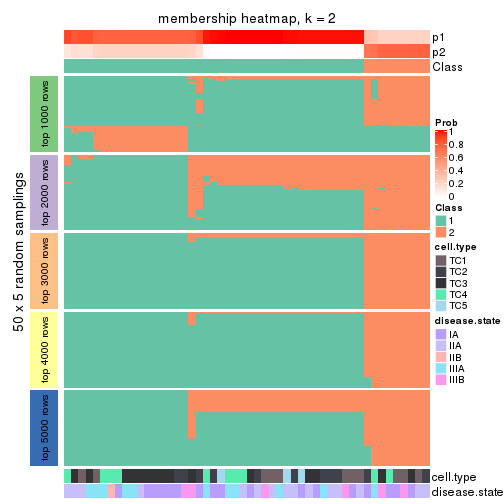 membership heatmap, k = 2
p1
p2
Class
50 x 5 random samplings
top 1000 rows
top 2000 rows
top 3000 rows
top 4000 rows
top 5000 rows
cell.type
disease.state
Prob
1
0.8
0.6
0.4
0.2
0
Class
1
2
cell.type
TC1
TC2
TC3
TC4
TC5
disease.state
IA
IIA
IIB
IIIA
IIIB